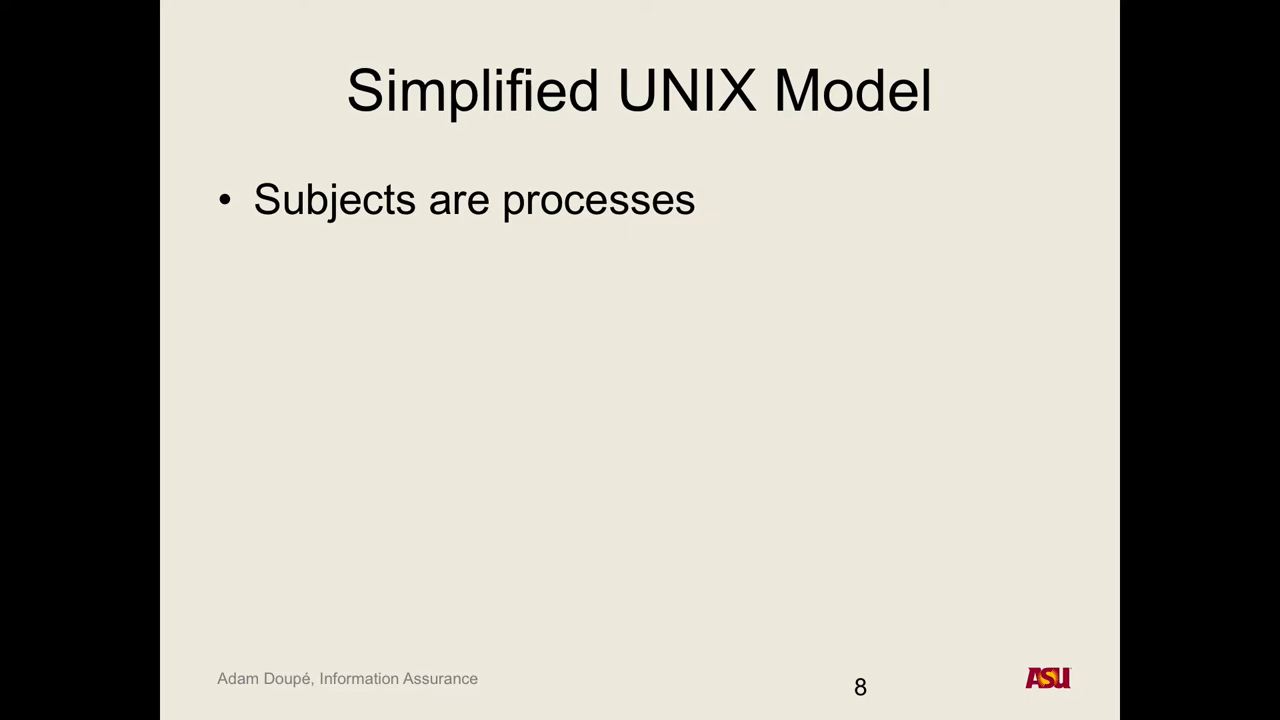 Simplified UNIX Model
• Subjects are processes
Adam Doupé, Information Assurance
8
ASU